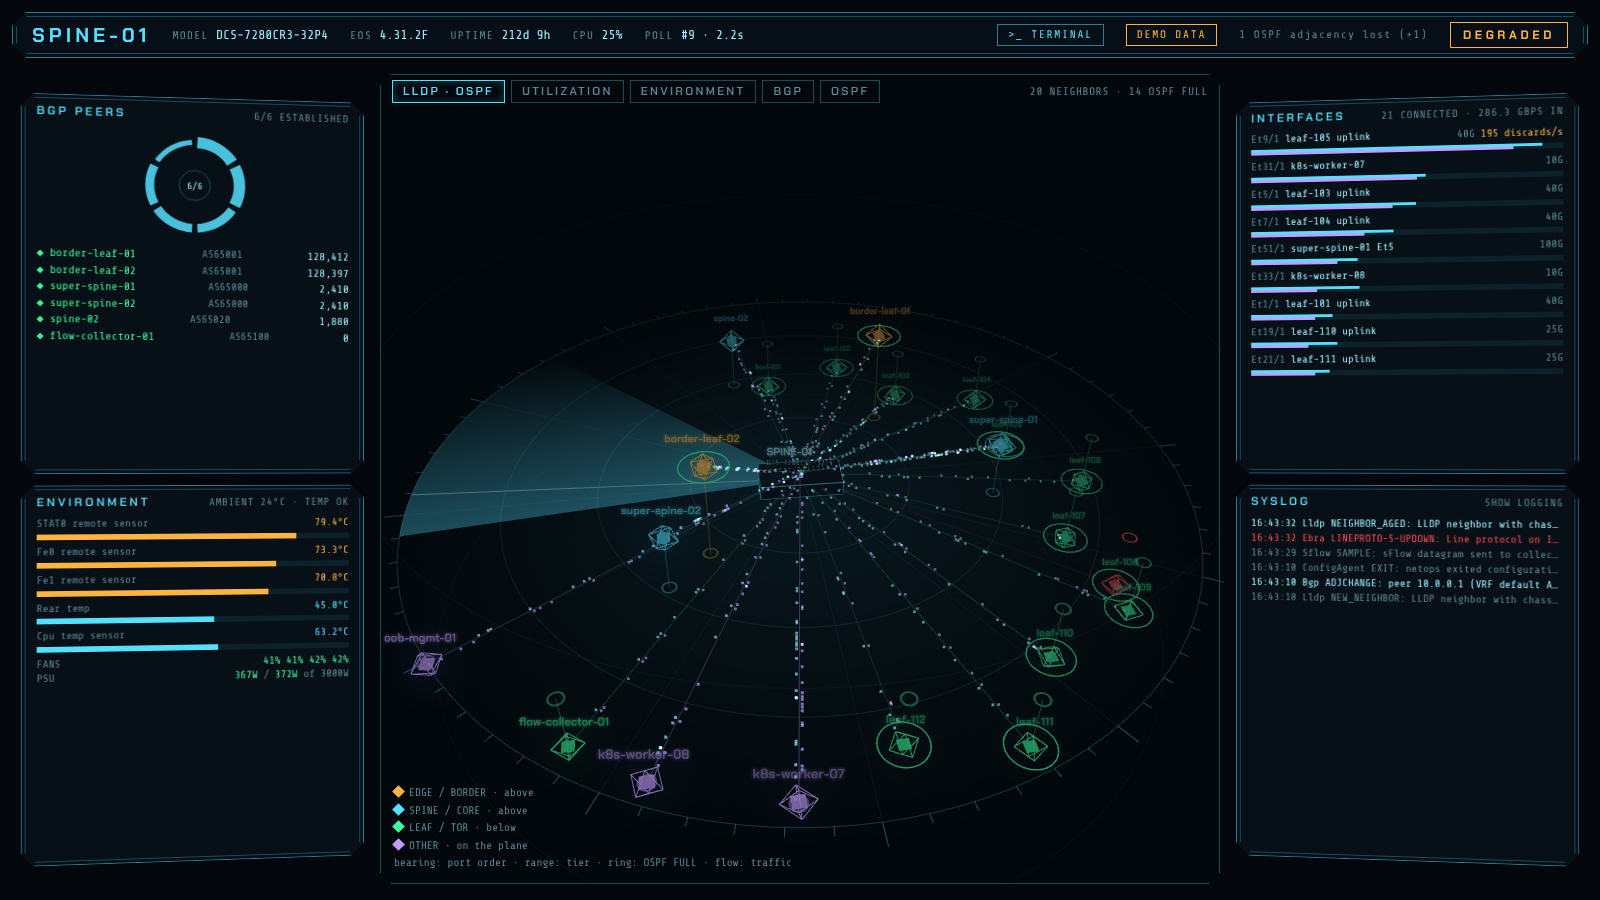 SPINE-01 MODEL DCS-7280CR3-32P4 EOS 4.31.2F UPTIME 212d 9h CPU 25% POLL #9 · 2.2s >_ TERMINAL DEMO DATA 1 OSPF adjacency lost (+1) DEGRADED
BGP PEERS 6/6 ESTABLISHED
6/6
border-leaf-01 AS65001 128,412
border-leaf-02 AS65001 128,397
super-spine-01 AS65000 2,410
super-spine-02 AS65000 2,410
spine-02 AS65020 1,880
flow-collector-01 AS65100 0
ENVIRONMENT AMBIENT 24°C · TEMP OK
STAT0 remote sensor 79.4°C
Fe0 remote sensor 73.3°C
Fe1 remote sensor 70.8°C
Rear temp 45.0°C
Cpu temp sensor 63.2°C
FANS 41% 41% 42% 42%
PSU 367W / 372W of 3000W
LLDP · OSPF UTILIZATION ENVIRONMENT BGP OSPF 20 NEIGHBORS · 14 OSPF FULL
border-leaf-01
spine-02
leaf-102
leaf-101
leaf-103
leaf-104
super-spine-01
border-leaf-02
SPINE-01
leaf-108
super-spine-02
leaf-107
leaf-109
leaf-110
oob-mgmt-01
flow-collector-01
leaf-112
leaf-111
k8s-worker-08
k8s-worker-07
EDGE / BORDER · above
SPINE / CORE · above
LEAF / TOR · below
OTHER · on the plane
bearing: port order · range: tier · ring: OSPF FULL · flow: traffic
INTERFACES 21 CONNECTED · 286.3 GBPS IN
Et9/1 leaf-105 uplink 40G 195 discards/s
Et31/1 k8s-worker-07 10G
Et5/1 leaf-103 uplink 40G
Et7/1 leaf-104 uplink 40G
Et51/1 super-spine-01 Et5 100G
Et33/1 k8s-worker-08 10G
Et1/1 leaf-101 uplink 40G
Et19/1 leaf-110 uplink 25G
Et21/1 leaf-111 uplink 25G
SYSLOG SHOW LOGGING
16:43:32 Lldp NEIGHBOR_AGED: LLDP neighbor with chas…
16:43:32 Ebra LINEPROTO-5-UPDOWN: Line protocol on I…
16:43:29 Sflow SAMPLE: sFlow datagram sent to collec…
16:43:10 ConfigAgent EXIT: netops exited configurati…
16:43:10 Bgp ADJCHANGE: peer 10.0.0.1 (VRF default A…
16:43:10 Lldp NEW_NEIGHBOR: LLDP neighbor with chass…